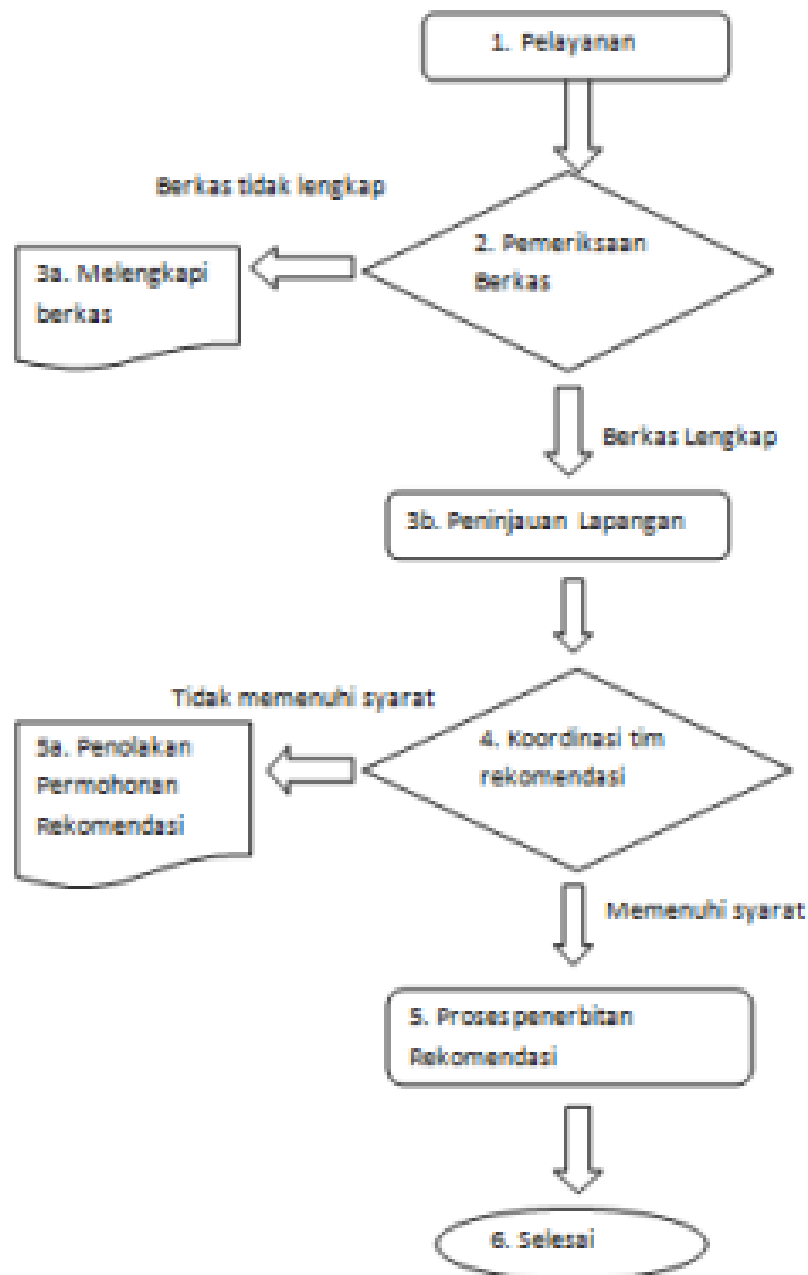 1. Pelayanan
Berkas tidak lengkap
2. Pemeriksaan
Berkas
3a. Melengkapi
berkas
Berkas Lengkap
3b. Peninjauan Lapangan
Tidak memenuhi syarat
4. Koordinasi tim
rekomendasi
5a. Penolakan
Permohonan
Rekomendasi
Memenuhi syarat
5. Proses penerbitan
Rekomendasi
6. Selesai